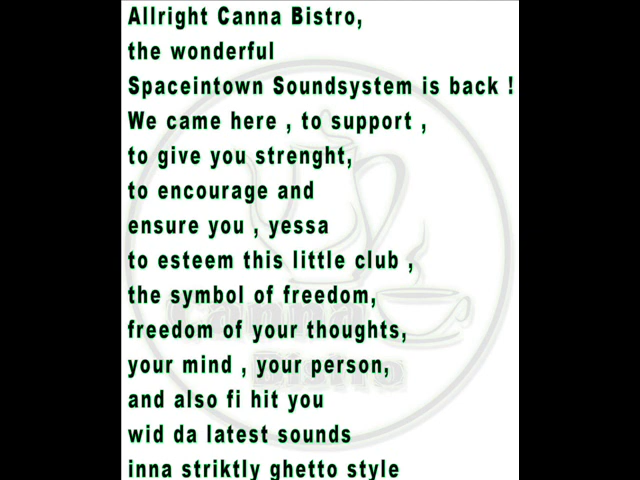 Allright Canna Bistro,
the wonderful
Spaceintown Soundsystem is back !
We came here , to support ,
to give you strenght,
to encourage and
ensure you , yessa
to esteem this little club ,
the symbol of freedom,
freedom of your thoughts,
your mind , your person,
and also fi hit you
wid da latest sounds
inna striktly ghetto style
Canna
Bistro